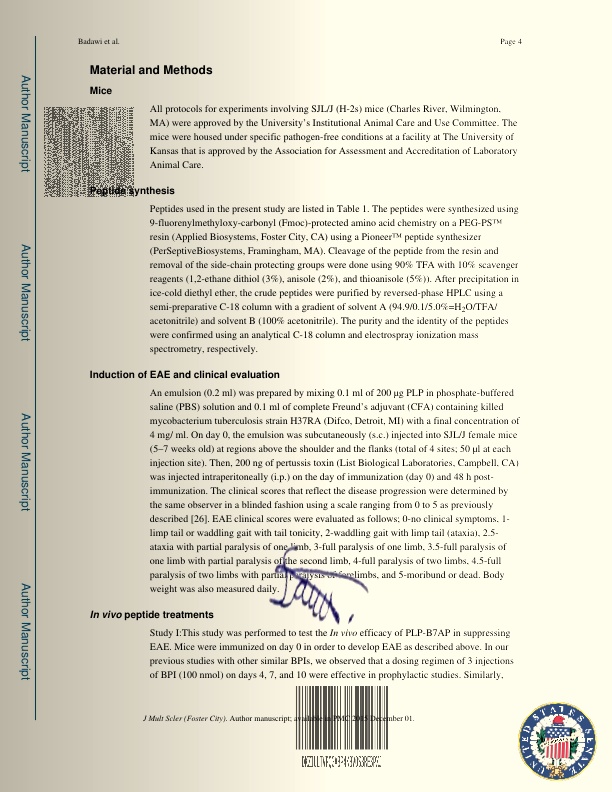 Badawi et al.
Page 4
Author Manuscript
Author Manuscript
Author Manuscript
Author Manuscript
Material and Methods
Mice
All protocols for experiments involving SJL/J (H-2s) mice (Charles River, Wilmington,
MA) were approved by the University's Institutional Animal Care and Use Committee. The
mice were housed under specific pathogen-free conditions at a facility at The University of
Kansas that is approved by the Association for Assessment and Accreditation of Laboratory
Animal Care.
Peptide synthesis
Peptides used in the present study are listed in Table 1. The peptides were synthesized using
9-fluorenylmethyloxy-carbonyl (Fmoc)-protected amino acid chemistry on a PEG-PS™
resin (Applied Biosystems, Foster City, CA) using a Pioneer™ peptide synthesizer
(PerSeptiveBiosystems, Framingham, MA). Cleavage of the peptide from the resin and
removal of the side-chain protecting groups were done using 90% TFA with 10% scavenger
reagents (1,2-ethane dithiol (3%), anisole (2%), and thioanisole (5%)). After precipitation in
ice-cold diethyl ether, the crude peptides were purified by reversed-phase HPLC using a
semi-preparative C-18 column with a gradient of solvent A (94.9/0.1/5.0%=H₂O/TFA/
acetonitrile) and solvent B (100% acetonitrile). The purity and the identity of the peptides
were confirmed using an analytical C-18 column and electrospray ionization mass
spectrometry, respectively.
Induction of EAE and clinical evaluation
An emulsion (0.2 ml) was prepared by mixing 0.1 ml of 200 μg PLP in phosphate-buffered
saline (PBS) solution and 0.1 ml of complete Freund's adjuvant (CFA) containing killed
mycobacterium tuberculosis strain H37RA (Difco, Detroit, MI) with a final concentration of
4 mg/ ml. On day 0, the emulsion was subcutaneously (s.c.) injected into SJL/J female mice
(5–7 weeks old) at regions above the shoulder and the flanks (total of 4 sites; 50 μl at each
injection site). Then, 200 ng of pertussis toxin (List Biological Laboratories, Campbell, CA)
was injected intraperitoneally (i.p.) on the day of immunization (day 0) and 48 h post-
immunization. The clinical scores that reflect the disease progression were determined by
the same observer in a blinded fashion using a scale ranging from 0 to 5 as previously
described [26]. EAE clinical scores were evaluated as follows; 0-no clinical symptoms, 1-
limp tail or waddling gait with tail tonicity, 2-waddling gait with limp tail (ataxia), 2.5-
ataxia with partial paralysis of one limb, 3-full paralysis of one limb, 3.5-full paralysis of
one limb with partial paralysis of the second limb, 4-full paralysis of two limbs, 4.5-full
paralysis of two limbs with partial paralysis of forelimbs, and 5-moribund or dead. Body
weight was also measured daily.
In vivo peptide treatments
Study I:This study was performed to test the In vivo efficacy of PLP-B7AP in suppressing
EAE. Mice were immunized on day 0 in order to develop EAE as described above. In our
previous studies with other similar BPIs, we observed that a dosing regimen of 3 injections
of BPI (100 nmol) on days 4, 7, and 10 were effective in prophylactic studies. Similarly,
J Mult Scler (Foster City). Author manuscript; available in PMC 2015 December 01.
UNITED STATES SENATE